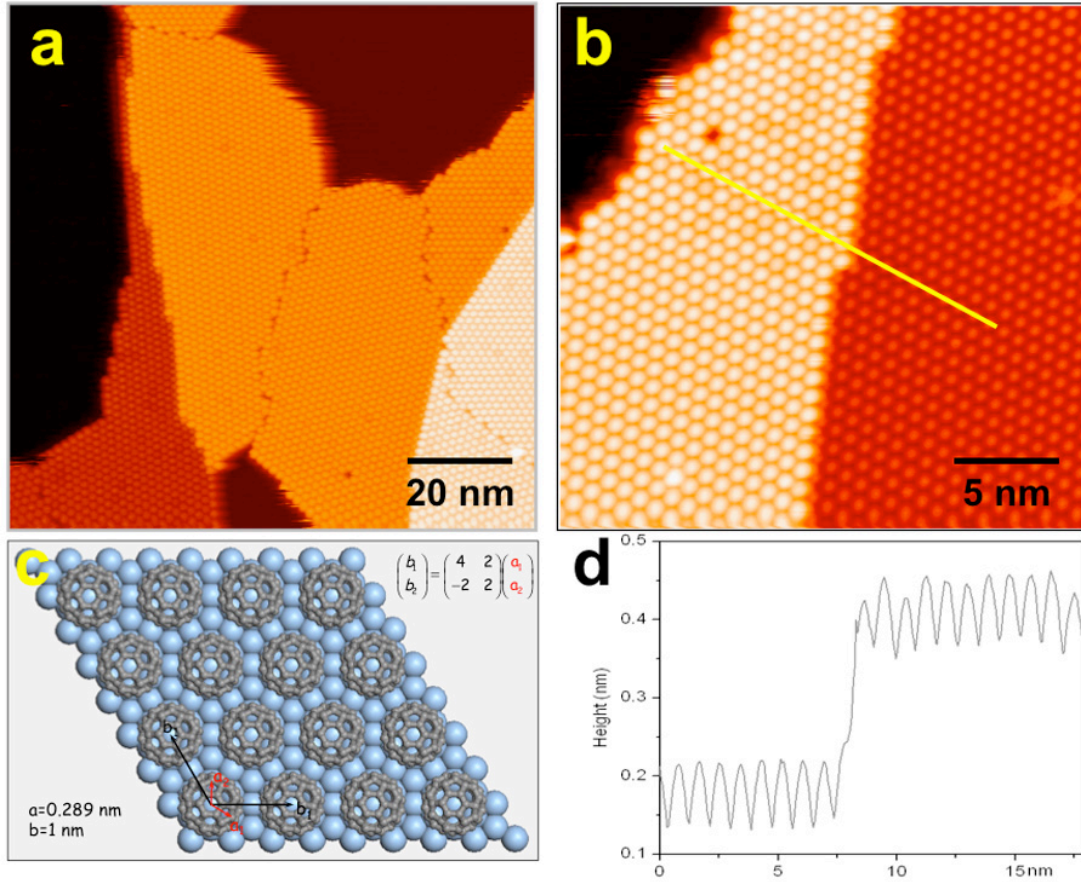 a
20 nm
b
5 nm
c
(b₁ b₂) = (4 2 -2 2)(a₁ a₂)
b₂
a₂
b₁
a₁
a=0.289 nm
b=1 nm
d
0.5
0.4
0.3
0.2
0.1
Height (nm)
0
5
10
15nm